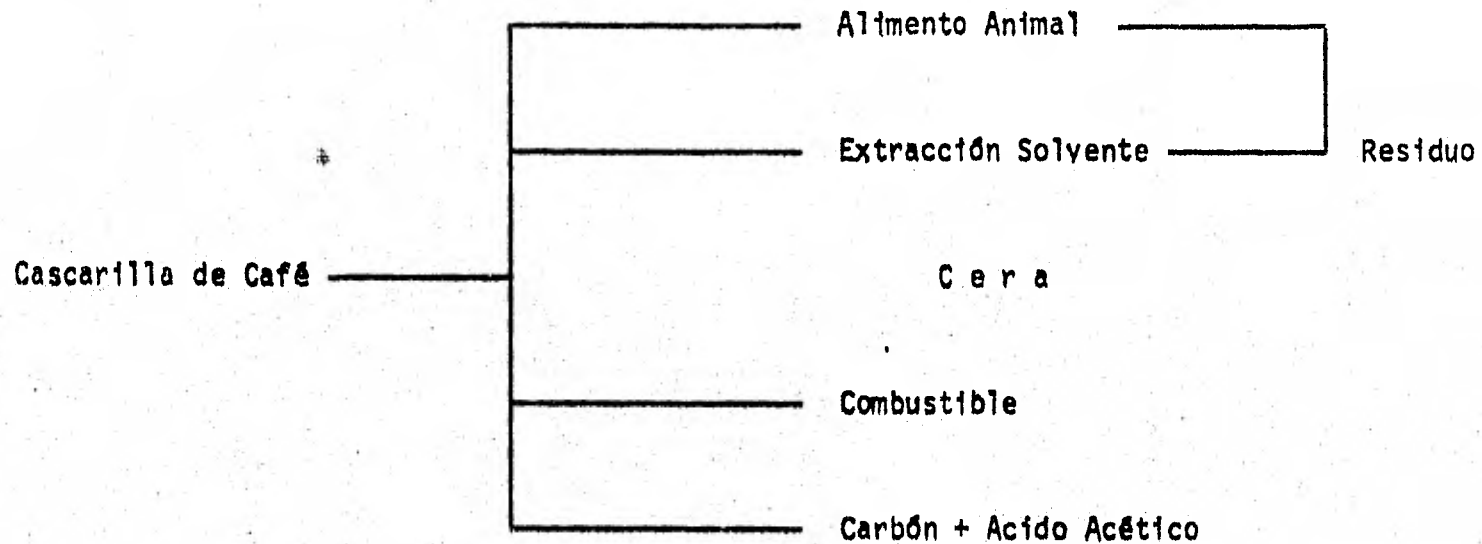 Alimento Animal
Extracción Solvente
Residuo
Cascarilla de Café
C e r a
Combustible
Carbón + Acido Acético